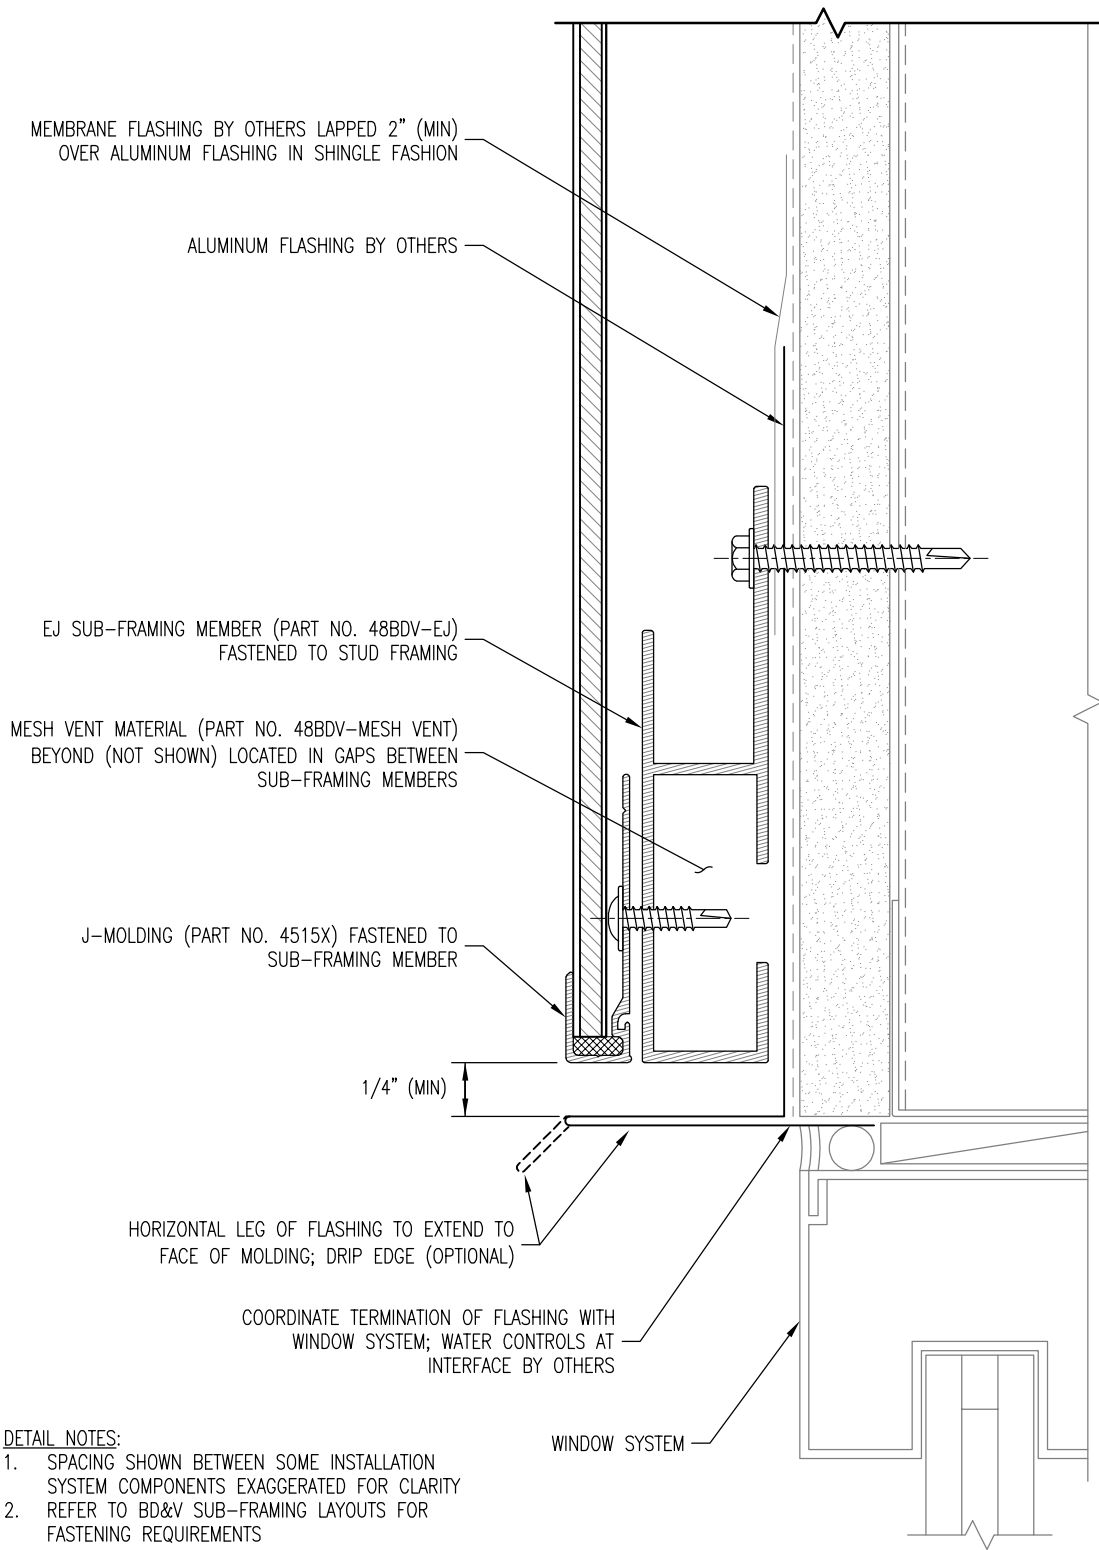 MEMBRANE FLASHING BY OTHERS LAPPED 2” (MIN)
OVER ALUMINUM FLASHING IN SHINGLE FASHION
ALUMINUM FLASHING BY OTHERS
EJ SUB–FRAMING MEMBER (PART NO. 48BDV–EJ)
FASTENED TO STUD FRAMING
MESH VENT MATERIAL (PART NO. 48BDV–MESH VENT)
BEYOND (NOT SHOWN) LOCATED IN GAPS BETWEEN
SUB–FRAMING MEMBERS
J–MOLDING (PART NO. 4515X) FASTENED TO
SUB–FRAMING MEMBER
1/4” (MIN)
HORIZONTAL LEG OF FLASHING TO EXTEND TO
FACE OF MOLDING; DRIP EDGE (OPTIONAL)
COORDINATE TERMINATION OF FLASHING WITH
WINDOW SYSTEM; WATER CONTROLS AT
INTERFACE BY OTHERS
WINDOW SYSTEM
DETAIL NOTES:
1. SPACING SHOWN BETWEEN SOME INSTALLATION
SYSTEM COMPONENTS EXAGGERATED FOR CLARITY
2. REFER TO BD&V SUB–FRAMING LAYOUTS FOR
FASTENING REQUIREMENTS